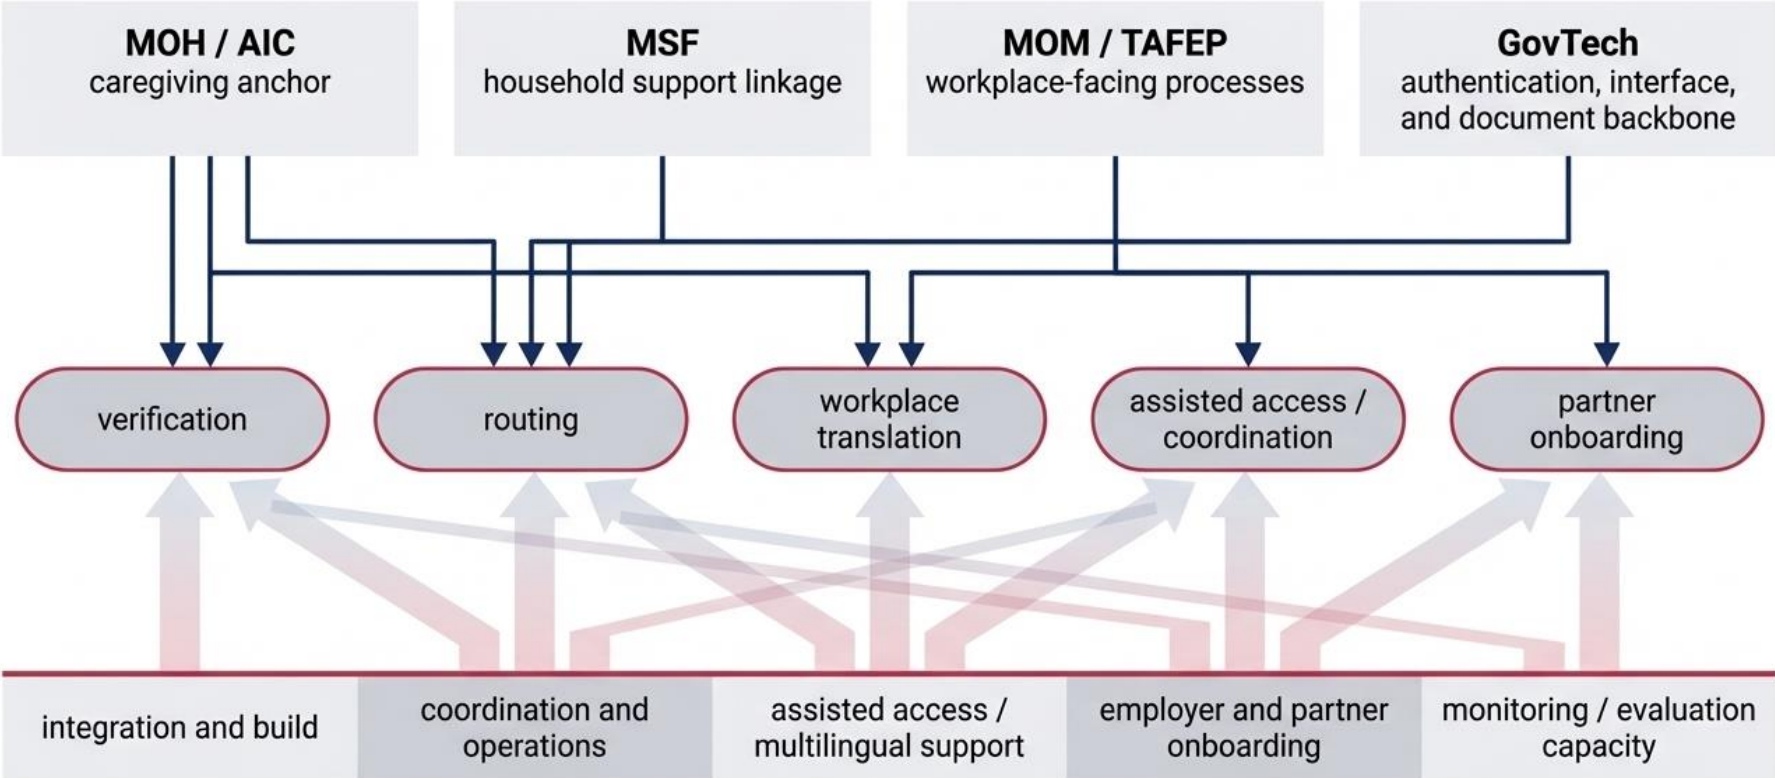 MOH / AIC
caregiving anchor
MSF
household support linkage
MOM / TAFEP
workplace-facing processes
GovTech
authentication, interface,
and document backbone
verification
routing
workplace
translation
assisted access /
coordination
partner
onboarding
integration and build
coordination and
operations
assisted access /
multilingual support
employer and partner
onboarding
monitoring / evaluation
capacity